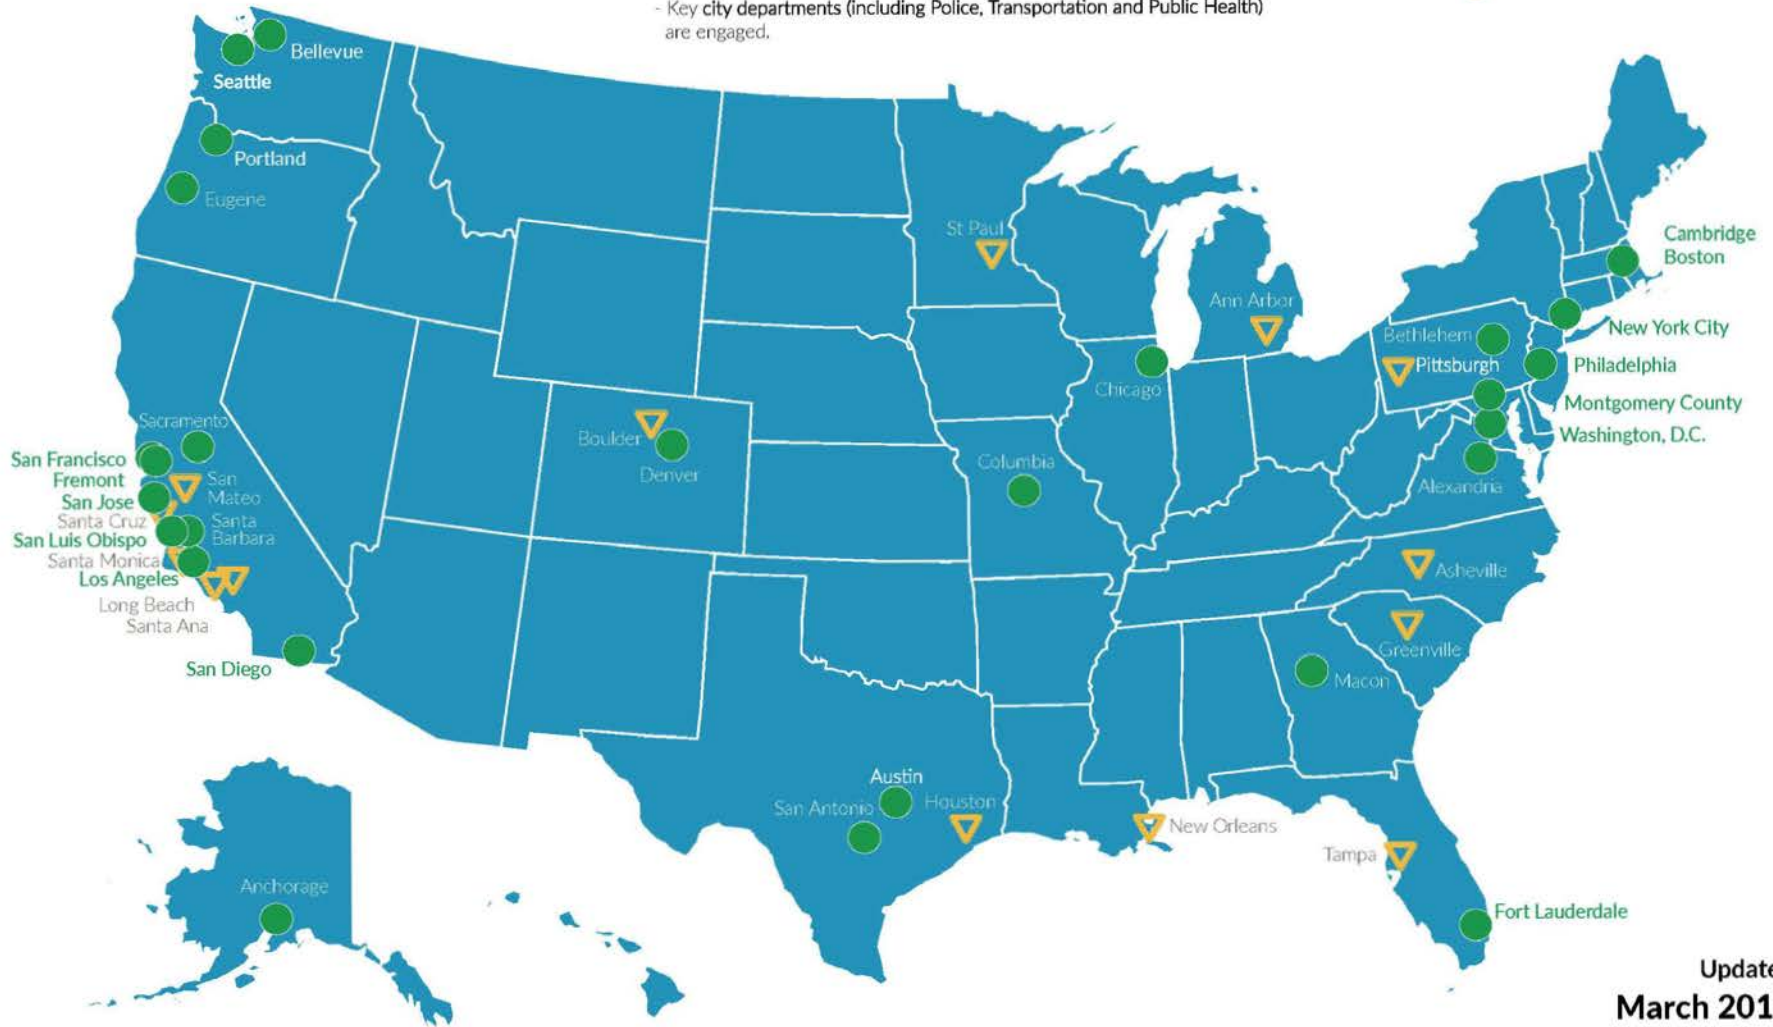 - Key city departments (including Police, Transportation and Public Health)
are engaged.
Bellevue
Seattle
Portland
Eugene
St Paul
Ann Arbor
Cambridge
Boston
New York City
Bethlehem
Pittsburgh
Philadelphia
Chicago
Montgomery County
Washington, D.C.
Alexandria
Sacramento
San Francisco
Fremont
San Jose
San
Mateo
Santa Cruz
Santa
Barbara
San Luis Obispo
Santa Monica
Los Angeles
Long Beach
Santa Ana
San Diego
Boulder
Denver
Columbia
Asheville
Greenville
Macon
Austin
San Antonio
Houston
New Orleans
Tampa
Fort Lauderdale
Anchorage
Update
March 201